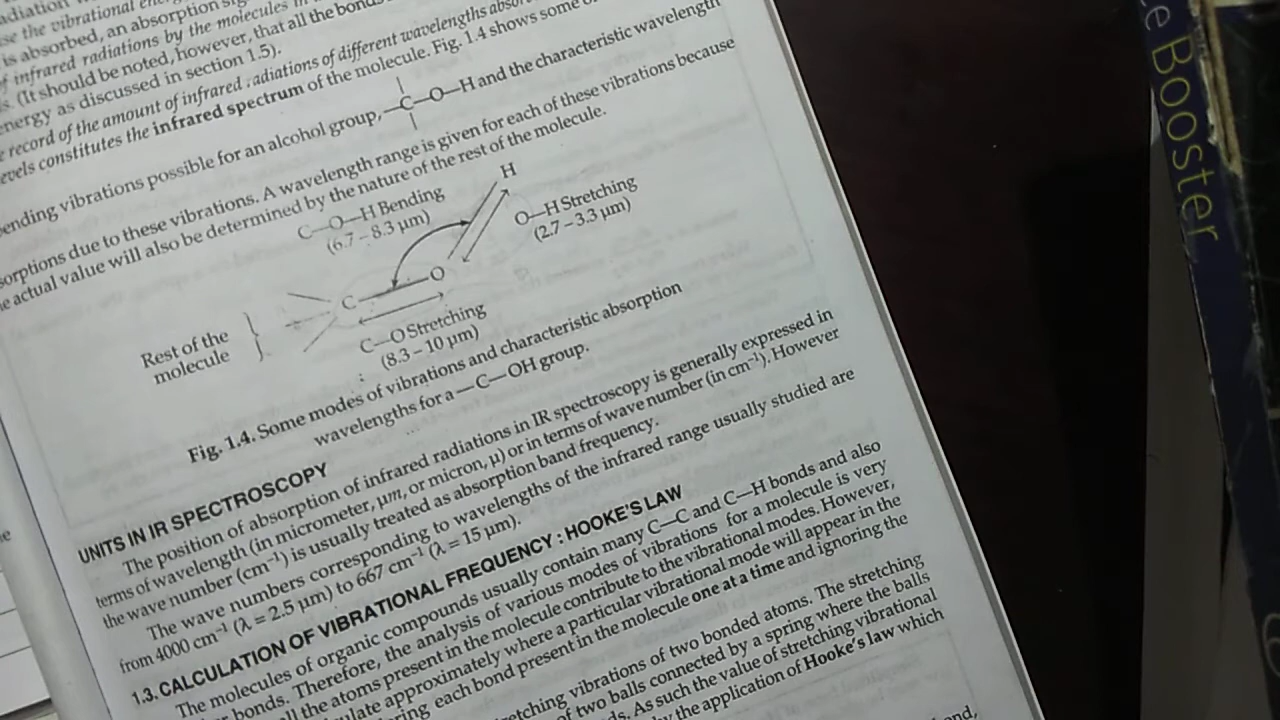 adiation
se the vibrational
is absorbed, an absorption
f infrared radiations by the molecules in
s. (It should be noted, however, that all the bonds
energy as discussed in section 1.5).
record of the amount of infrared radiations of different wavelengths
evels constitutes the infrared spectrum of the molecule. Fig. 1.4 shows some
ending vibrations possible for an alcohol group, —C—O—H and the characteristic wavelength
sorptions due to these vibrations. A wavelength range is given for each of these vibrations because
e actual value will also be determined by the nature of the rest of the molecule.
H
C—O—H Bending
(6.7 – 8.3 μm)
O—H Stretching
(2.7 – 3.3 μm)
O
C
Rest of the
molecule
C—O Stretching
(8.3 – 10 μm)
Fig. 1.4. Some modes of vibrations and characteristic absorption
wavelengths for a —C—OH group.
UNITS IN IR SPECTROSCOPY
The position of absorption of infrared radiations in IR spectroscopy is generally expressed in
terms of wavelength (in micrometer, μm, or micron, μ) or in terms of wave number (in cm⁻¹). However
the wave number (cm⁻¹) is usually treated as absorption band frequency.
The wave numbers corresponding to wavelengths of the infrared range usually studied are
from 4000 cm⁻¹ (λ = 2.5 μm) to 667 cm⁻¹ (λ = 15 μm).
1.3. CALCULATION OF VIBRATIONAL FREQUENCY : HOOKE'S LAW
The molecules of organic compounds usually contain many C—C and C—H bonds and also
bonds. Therefore, the analysis of various modes of vibrations for a molecule is very
all the atoms present in the molecule contribute to the vibrational modes. However,
ulate approximately where a particular vibrational mode will appear in the
ring each bond present in the molecule one at a time and ignoring the
retching vibrations of two bonded atoms. The stretching
of two balls connected by a spring where the balls
ds. As such the value of stretching vibrational
by the application of Hooke's law which
ond,
e Booster